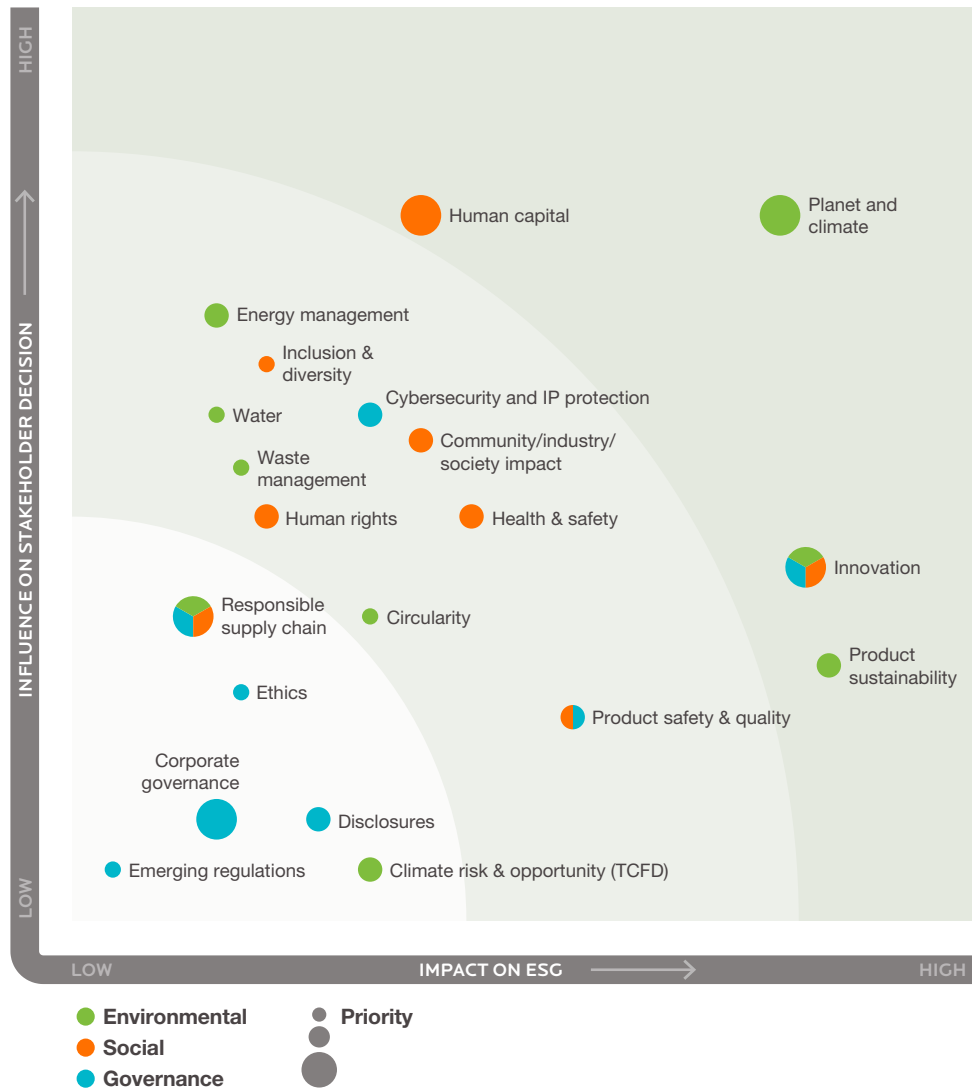 HIGH
INFLUENCE ON STAKEHOLDER DECISION
LOW
Human capital
Planet and
climate
Energy management
Inclusion &
diversity
Cybersecurity and IP protection
Water
Community/industry/
society impact
Waste
management
Human rights
Health & safety
Innovation
Responsible
supply chain
Circularity
Product
sustainability
Ethics
Product safety & quality
Corporate
governance
Disclosures
Emerging regulations
Climate risk & opportunity (TCFD)
LOW
IMPACT ON ESG
HIGH
Environmental
Social
Governance
Priority